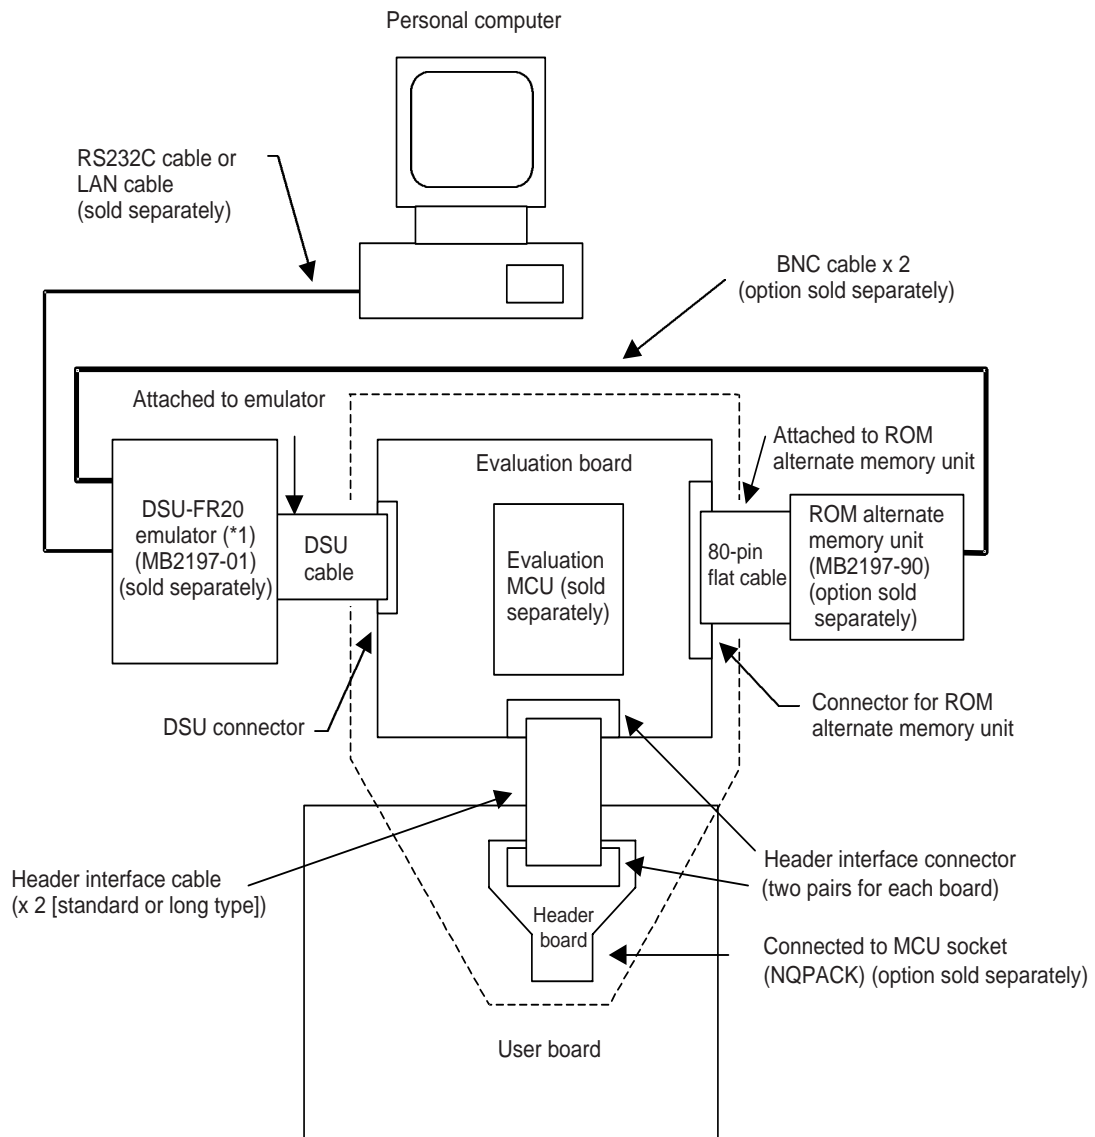 Personal computer
RS232C cable or
LAN cable
(sold separately)
BNC cable x 2
(option sold separately)
Attached to emulator
Attached to ROM
alternate memory unit
Evaluation board
DSU-FR20
emulator (*1)
(MB2197-01)
(sold separately)
DSU
cable
Evaluation
MCU (sold
separately)
80-pin
flat cable
ROM alternate
memory unit
(MB2197-90)
(option sold
separately)
DSU connector
Connector for ROM
alternate memory unit
Header interface cable
(x 2 [standard or long type])
Header interface connector
(two pairs for each board)
Header
board
Connected to MCU socket
(NQPACK) (option sold separately)
User board